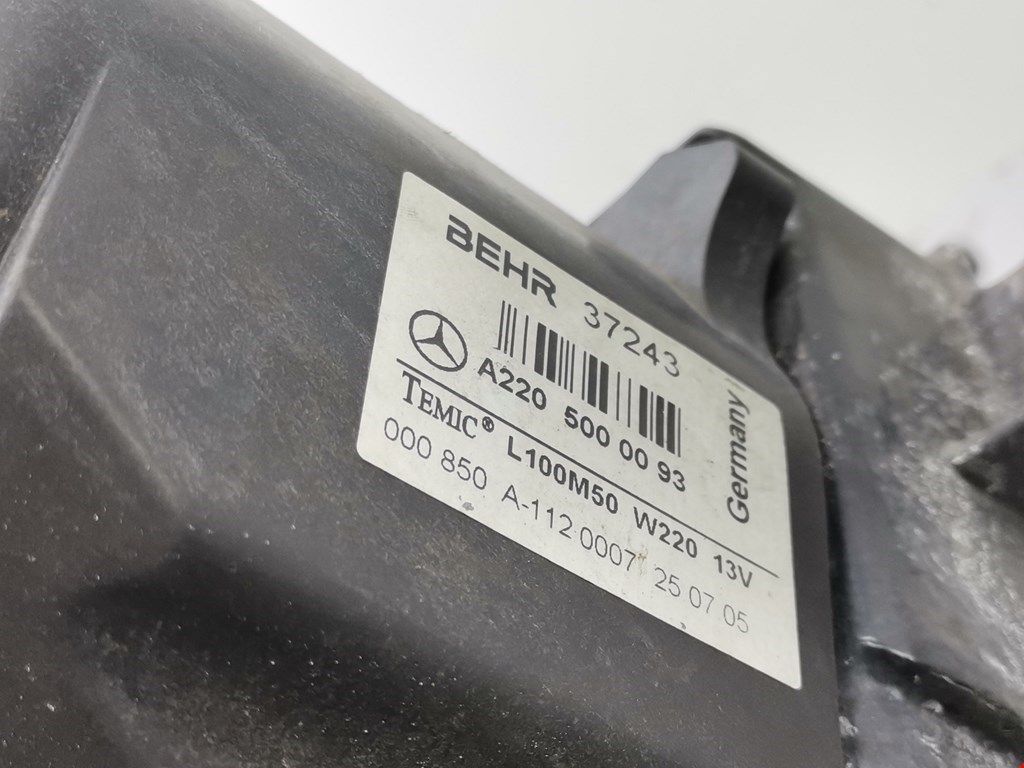 BEHR 37243
A220 500 00 93
Germany
TEMIC® L100M50 W220 13V
000 850 A-112 0007 25 07 05